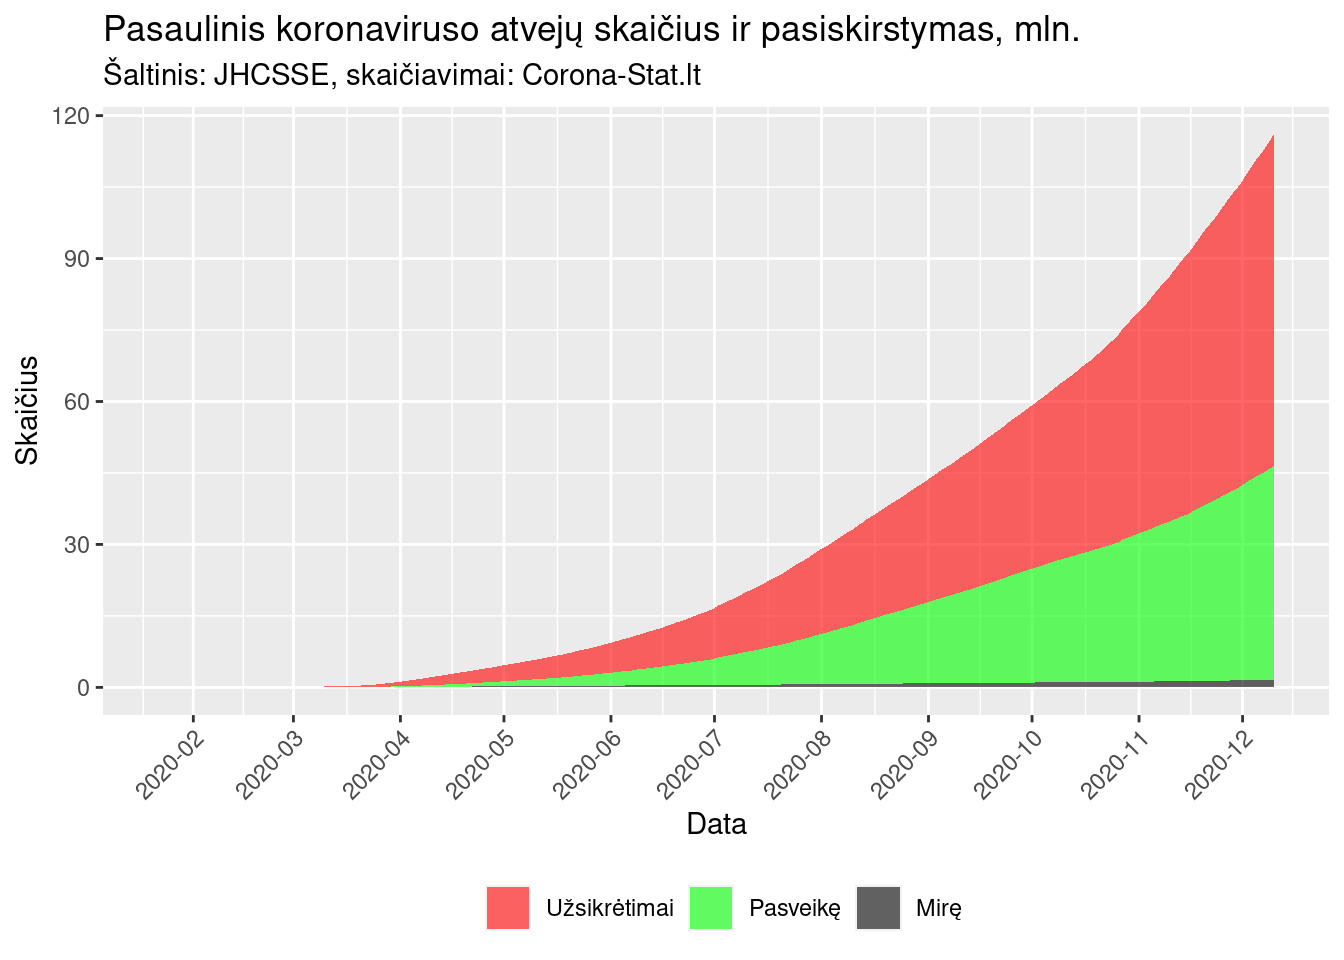 Pasaulinis koronaviruso atvejų skaičius ir pasiskirstymas, mln.
Šaltinis: JHCSSE, skaičiavimai: Corona-Stat.lt
120
90
60
30
0
Skaičius
2020-02
2020-03
2020-04
2020-05
2020-06
2020-07
2020-08
2020-09
2020-10
2020-11
2020-12
Data
Užsikrėtimai
Pasveikę
Mirę